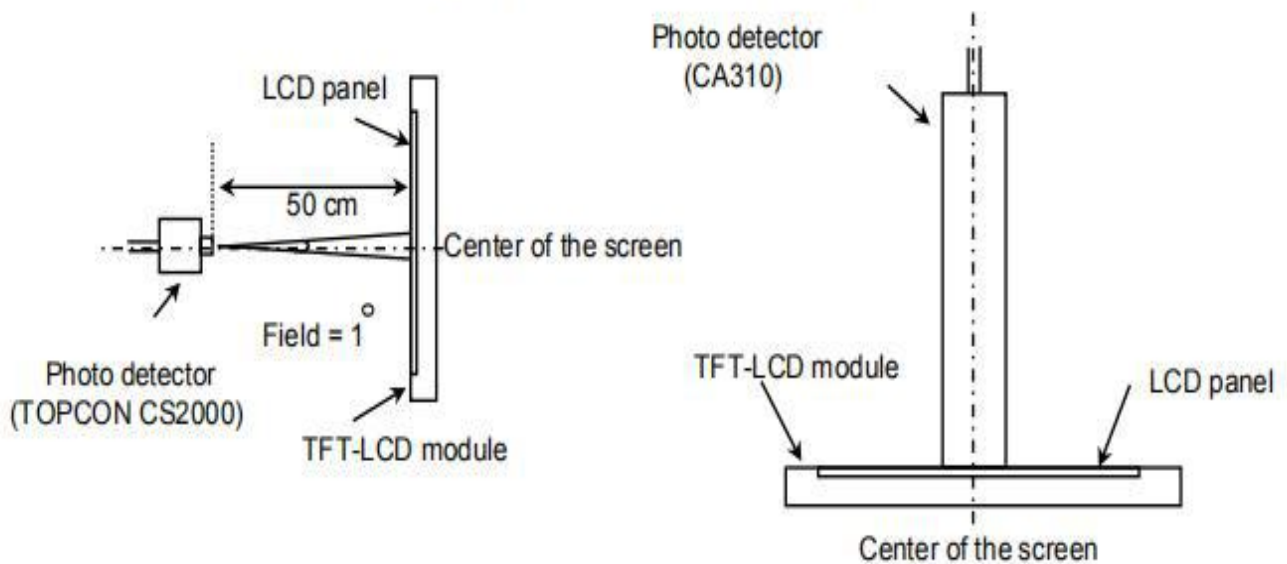 LCD panel
50 cm
Center of the screen
Field = 1°
Photo detector
(TOPCON CS2000)
TFT-LCD module
Photo detector
(CA310)
TFT-LCD module
LCD panel
Center of the screen